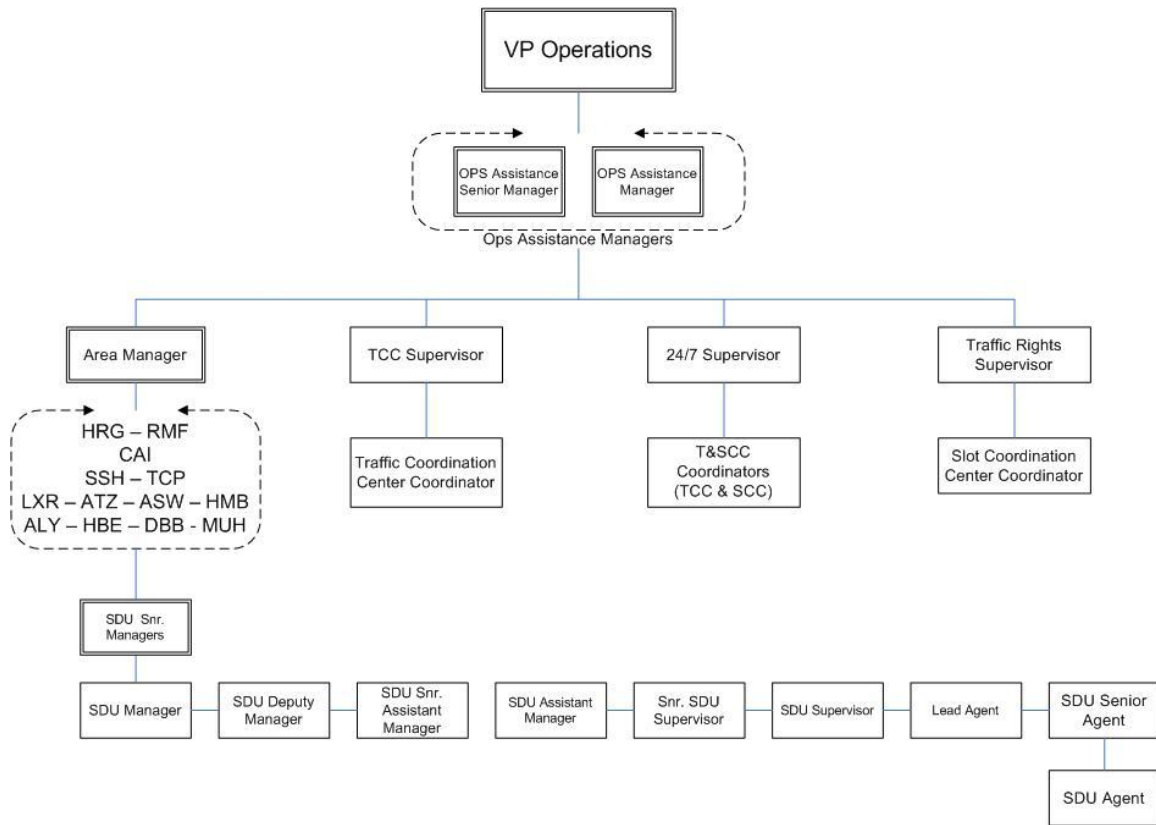 VP Operations
OPS Assistance
Senior Manager
OPS Assistance
Manager
Ops Assistance Managers
Area Manager
TCC Supervisor
24/7 Supervisor
Traffic Rights
Supervisor
HRG – RMF
CAI
SSH – TCP
LXR – ATZ – ASW – HMB
ALY – HBE – DBB - MUH
Traffic Coordination
Center Coordinator
T&SCC
Coordinators
(TCC & SCC)
Slot Coordination
Center Coordinator
SDU Snr.
Managers
SDU Manager
SDU Deputy
Manager
SDU Snr.
Assistant
Manager
SDU Assistant
Manager
Snr. SDU
Supervisor
SDU Supervisor
Lead Agent
SDU Senior
Agent
SDU Agent